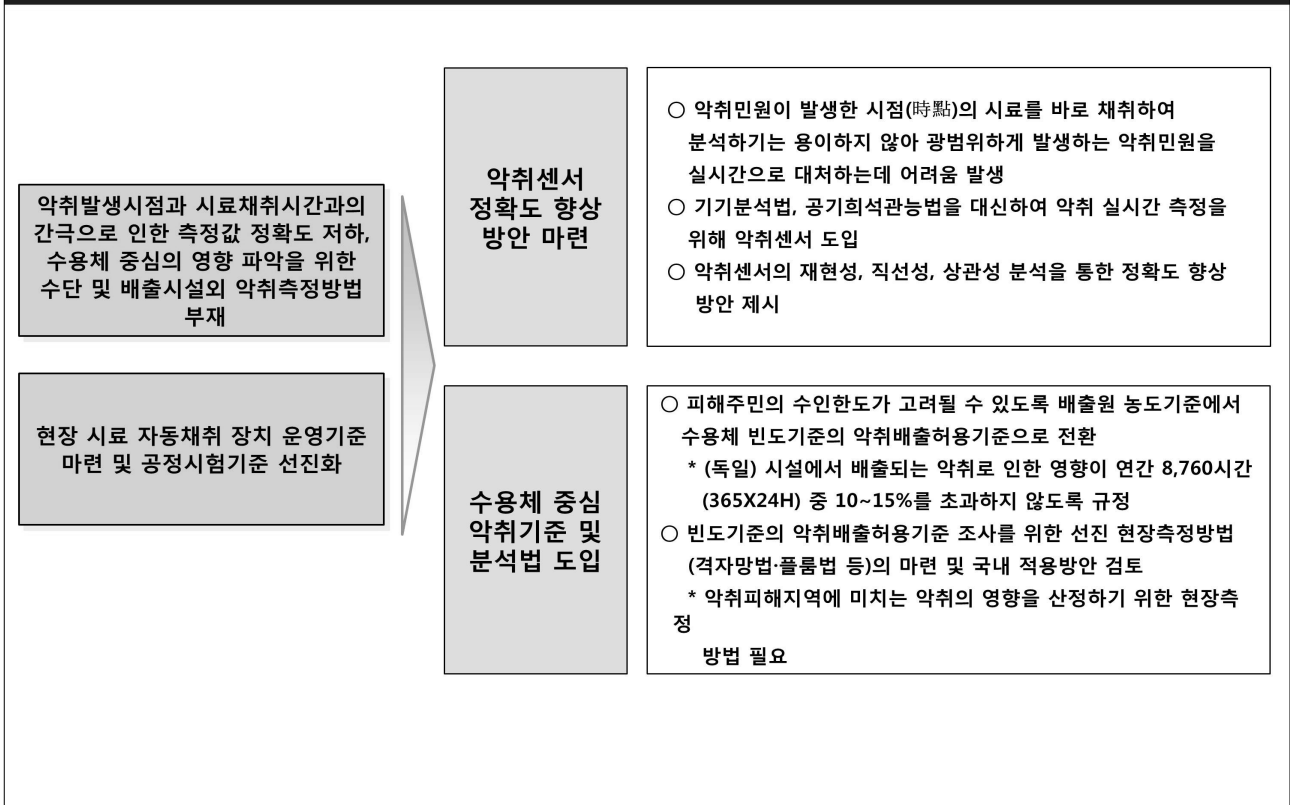 악취발생시점과 시료채취시간과의
간극으로 인한 측정값 정확도 저하,
수용체 중심의 영향 파악을 위한
수단 및 배출시설외 악취측정방법
부재
현장 시료 자동채취 장치 운영기준
마련 및 공정시험기준 선진화
악취센서
정확도 향상
방안 마련
○ 악취민원이 발생한 시점(時點)의 시료를 바로 채취하여
분석하기는 용이하지 않아 광범위하게 발생하는 악취민원을
실시간으로 대처하는데 어려움 발생
○ 기기분석법, 공기희석관능법을 대신하여 악취 실시간 측정을
위해 악취센서 도입
○ 악취센서의 재현성, 직선성, 상관성 분석을 통한 정확도 향상
방안 제시
수용체 중심
악취기준 및
분석법 도입
○ 피해주민의 수인한도가 고려될 수 있도록 배출원 농도기준에서
수용체 빈도기준의 악취배출허용기준으로 전환
* (독일) 시설에서 배출되는 악취로 인한 영향이 연간 8,760시간
(365X24H) 중 10~15%를 초과하지 않도록 규정
○ 빈도기준의 악취배출허용기준 조사를 위한 선진 현장측정방법
(격자망법·플룸법 등)의 마련 및 국내 적용방안 검토
* 악취피해지역에 미치는 악취의 영향을 산정하기 위한 현장측
정
방법 필요